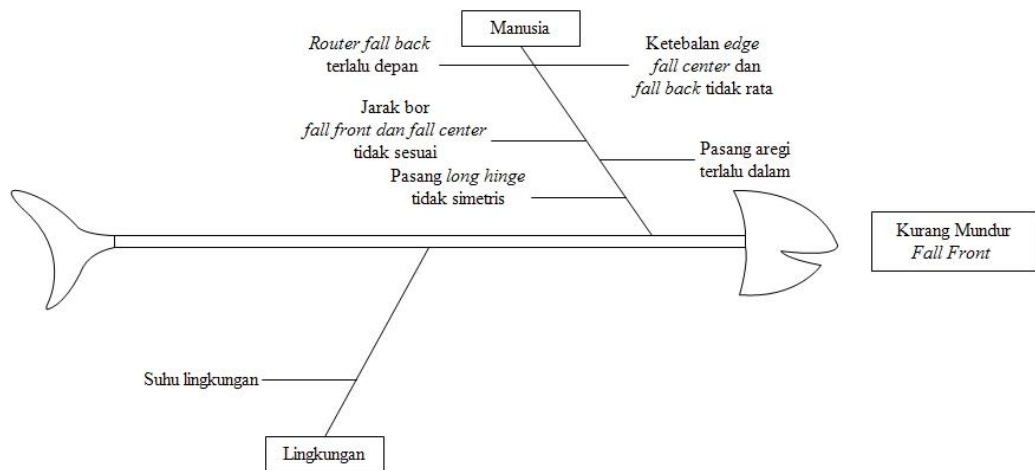 Manusia
Router fall back
terlalu depan
Ketebalan edge
fall center dan
fall back tidak rata
Jarak bor
fall front dan fall center
tidak sesuai
Pasang aregi
terlalu dalam
Pasang long hinge
tidak simetris
Kurang Mundur
Fall Front
Suhu lingkungan
Lingkungan